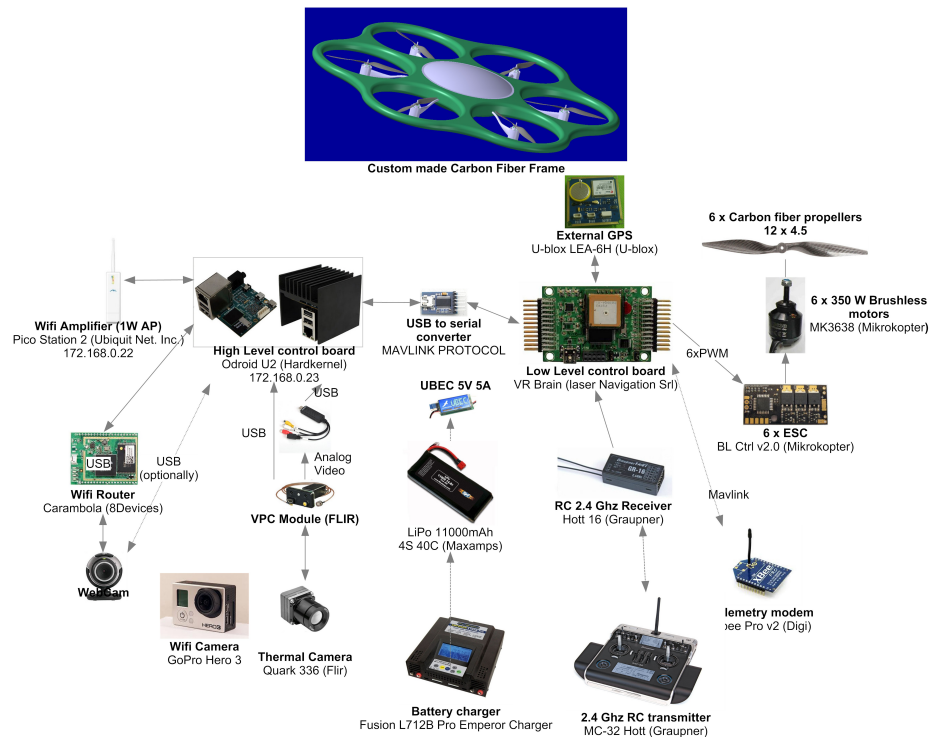 Custom made Carbon Fiber Frame
External GPS
U-blox LEA-6H (U-blox)
6 x Carbon fiber propellers
12 x 4.5
6 x 350 W Brushless
motors
MK3638 (Mikrokopter)
Wifi Amplifier (1W AP)
Pico Station 2 (Ubiquit Net. Inc.)
172.168.0.22
High Level control board
Odroid U2 (Hardkernel)
172.168.0.23
USB to serial
converter
MAVLINK PROTOCOL
Low Level control board
VR Brain (laser Navigation Srl)
6xPWM
UBEC 5V 5A
USB
USB
6 x ESC
BL Ctrl v2.0 (Mikrokopter)
USB
Wifi Router
Carambola (8Devices)
USB
(optionally)
Analog
Video
VPC Module (FLIR)
LiPo 11000mAh
4S 40C (Maxamps)
GR-16
RC 2.4 Ghz Receiver
Hott 16 (Graupner)
Mavlink
WebCam
HERO3
Wifi Camera
GoPro Hero 3
Thermal Camera
Quark 336 (Flir)
XBee
lemetry modem
bee Pro v2 (Digi)
Battery charger
Fusion L712B Pro Emperor Charger
2.4 Ghz RC transmitter
MC-32 Hott (Graupner)